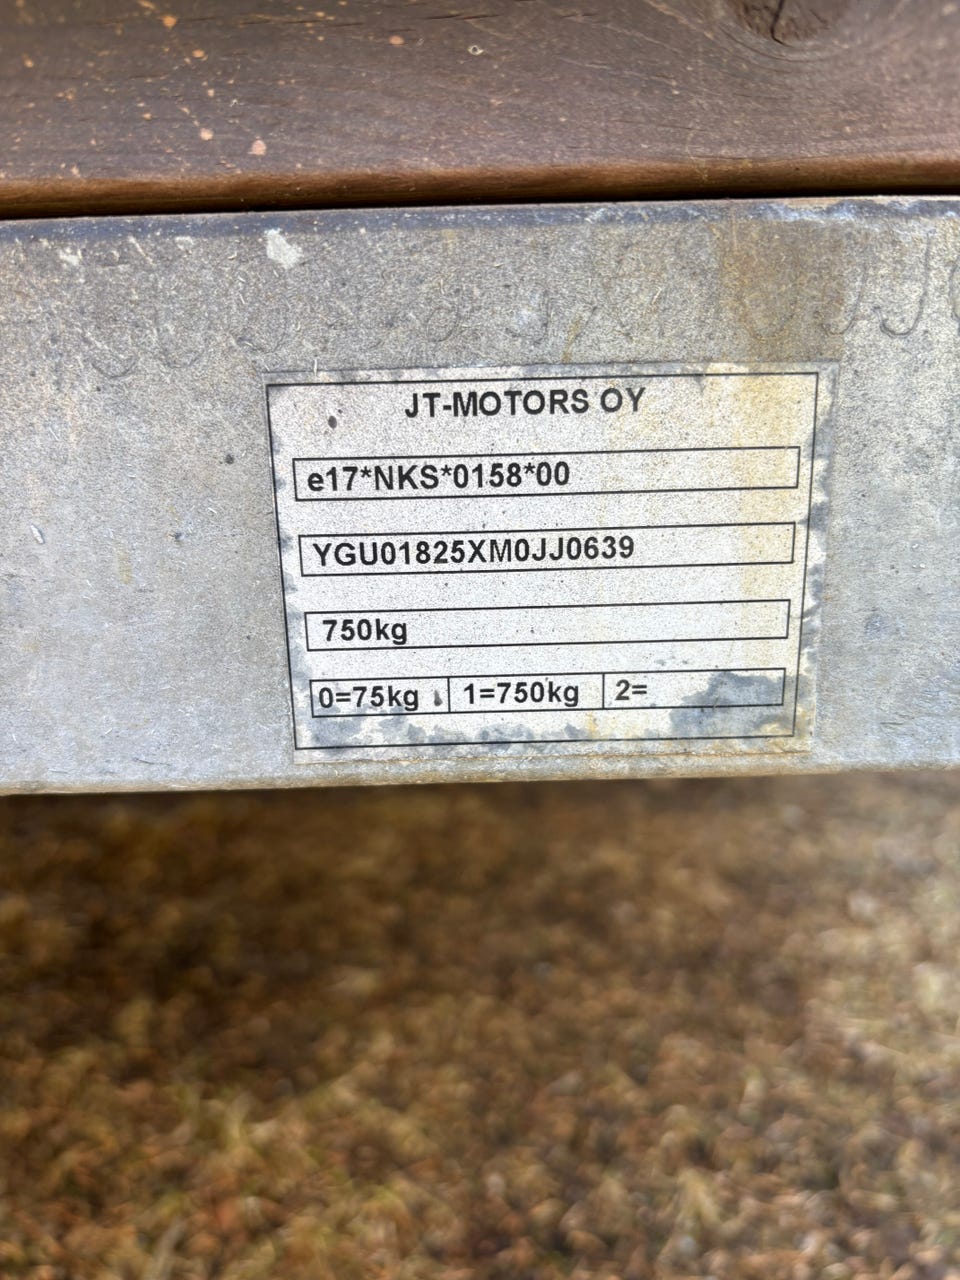 JT-MOTORS OY
e17*NKS*0158*00
YGU01825XM0JJ0639
750kg
0=75kg 1=750kg 2=